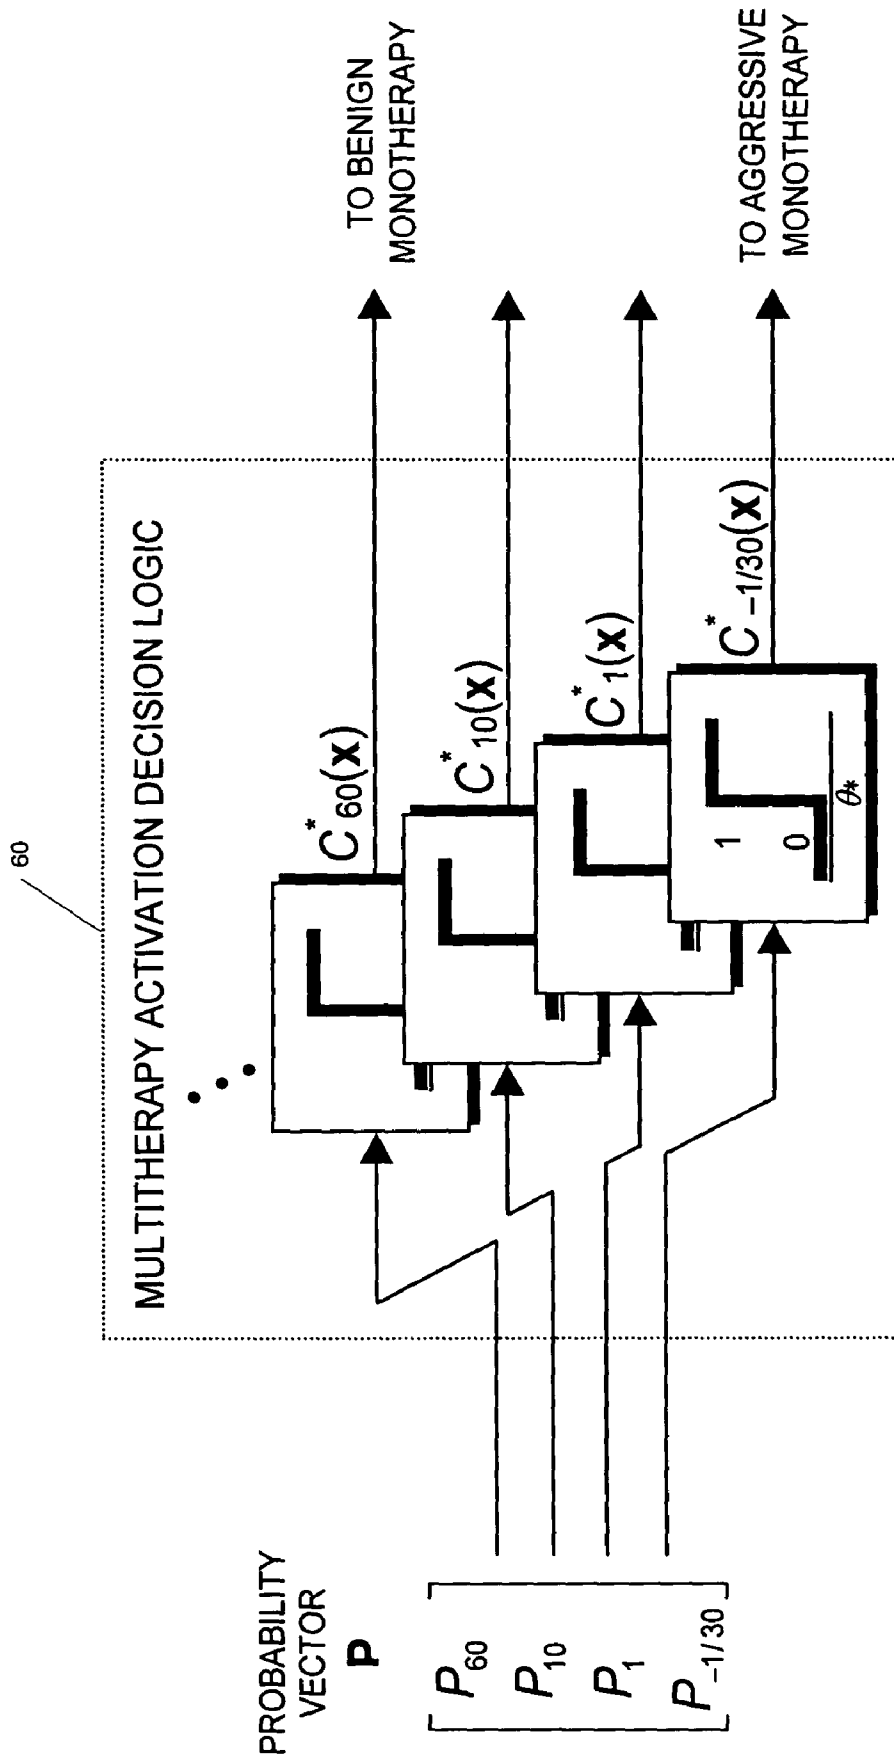 60
MULTITHERAPY ACTIVATION DECISION LOGIC
PROBABILITY
VECTOR
P
P60
P10
P1
P−1/30
C*60(x)
C*10(x)
C*1(x)
C*−1/30(x)
1
0
θ*
TO BENIGN
MONOTHERAPY
TO AGGRESSIVE
MONOTHERAPY